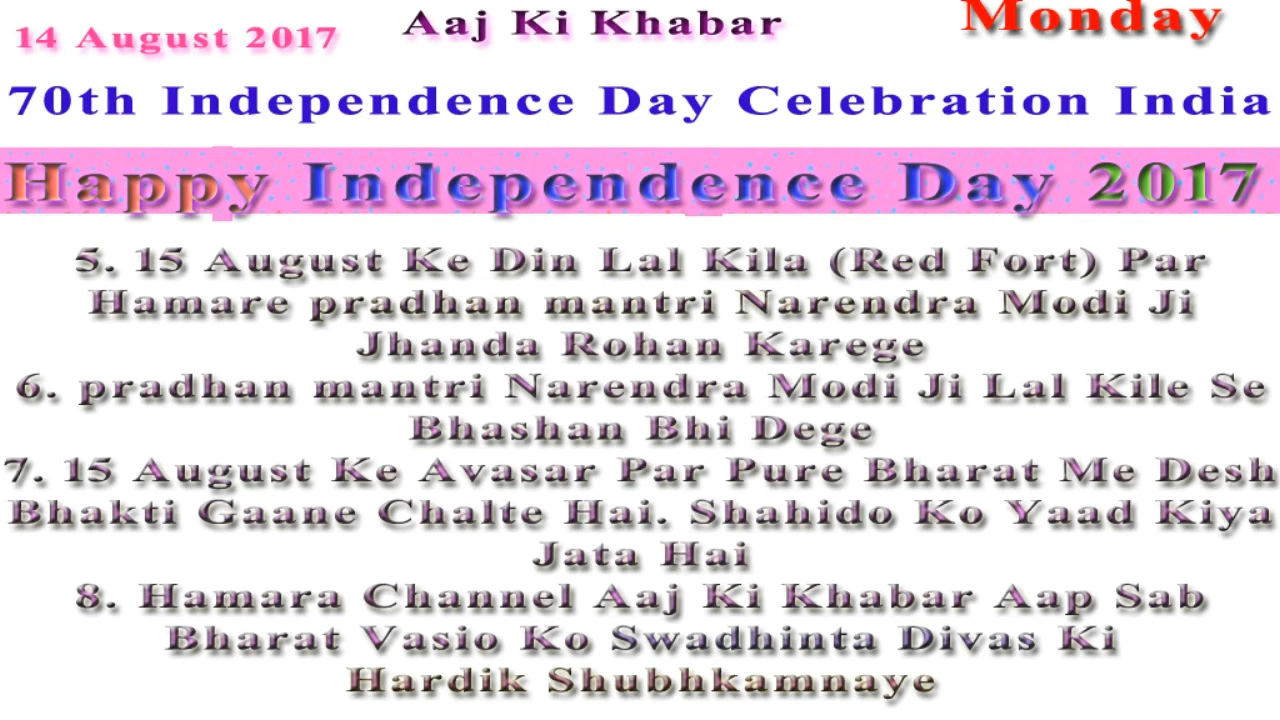 14 August 2017 Aaj Ki Khabar Monday
70th Independence Day Celebration India
Happy Independence Day 2017
5. 15 August Ke Din Lal Kila (Red Fort) Par
Hamare pradhan mantri Narendra Modi Ji
Jhanda Rohan Karege
6. pradhan mantri Narendra Modi Ji Lal Kile Se
Bhashan Bhi Dege
7. 15 August Ke Avasar Par Pure Bharat Me Desh
Bhakti Gaane Chalte Hai. Shahido Ko Yaad Kiya
Jata Hai
8. Hamara Channel Aaj Ki Khabar Aap Sab
Bharat Vasio Ko Swadhinta Divas Ki
Hardik Shubhkamnaye